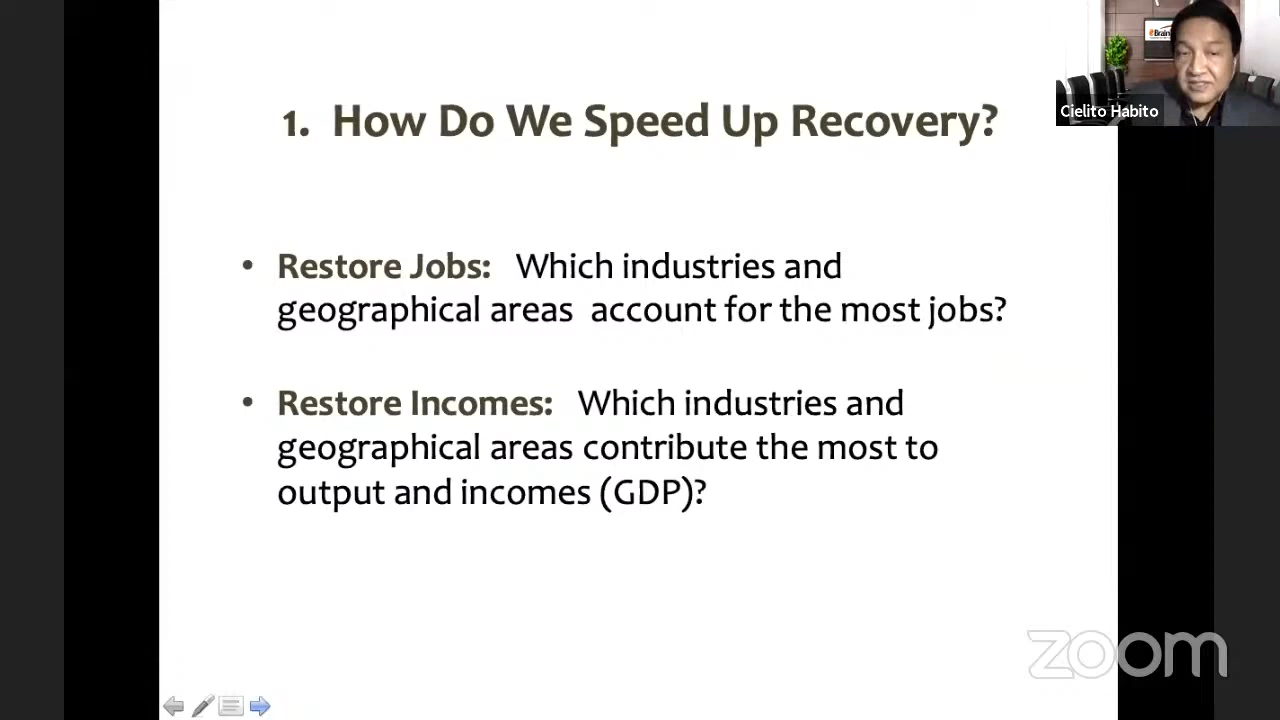 1. How Do We Speed Up Recovery?
• Restore Jobs: Which industries and
geographical areas account for the most jobs?
• Restore Incomes: Which industries and
geographical areas contribute the most to
output and incomes (GDP)?
Brain
Cielito Habito
zoom